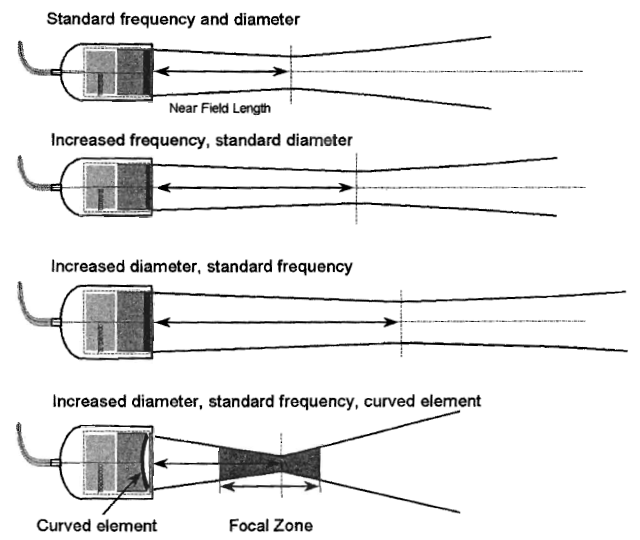 Standard frequency and diameter
Near Field Length
Increased frequency, standard diameter
Increased diameter, standard frequency
Increased diameter, standard frequency, curved element
Curved element
Focal Zone